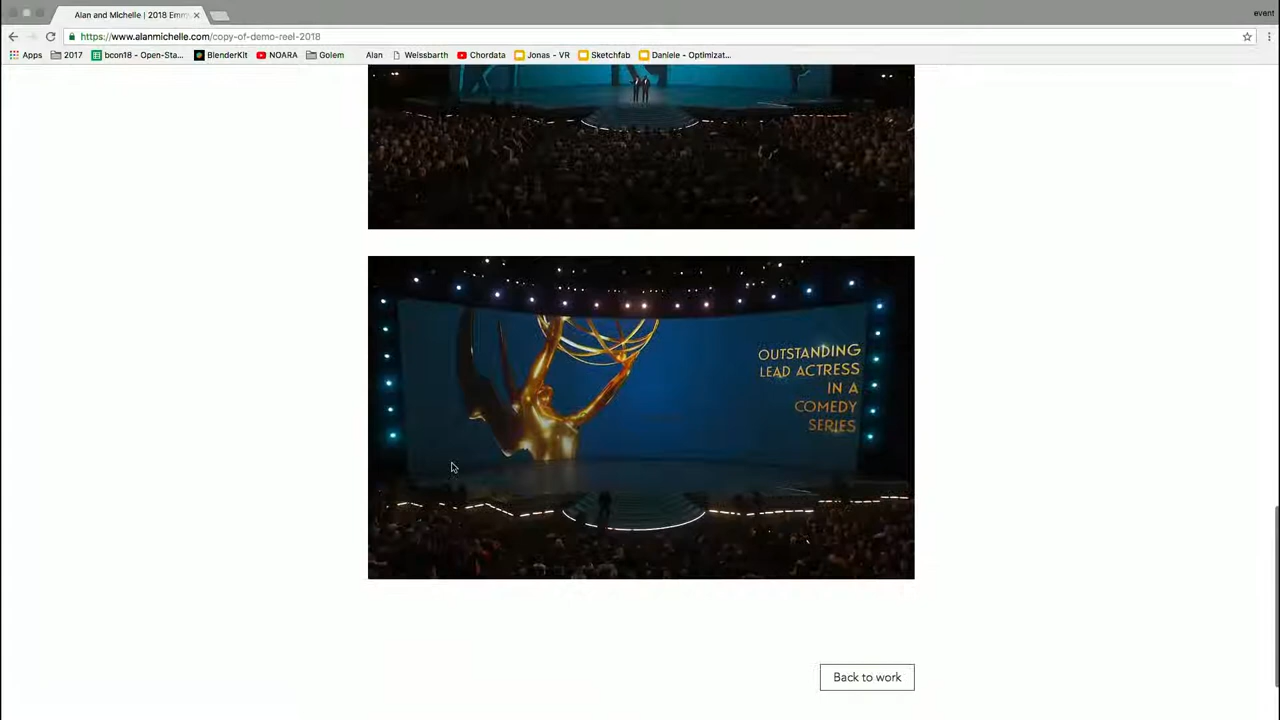 Alan and Michelle | 2018 Emm
event
https://www.alanmichelle.com/copy-of-demo-reel-2018
Apps 2017 bcon18 - Open-Sta... BlenderKit NOARA Golem Alan Weissbarth Chordata Jonas - VR Sketchfab Daniele - Optimizat...
OUTSTANDING
LEAD ACTRESS
IN A
COMEDY
SERIES
Back to work